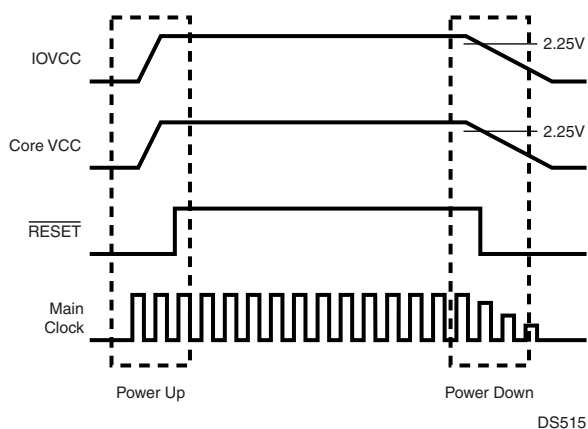 IOVCC
2.25V
Core VCC
2.25V
RESET
Main
Clock
Power Up
Power Down
DS515